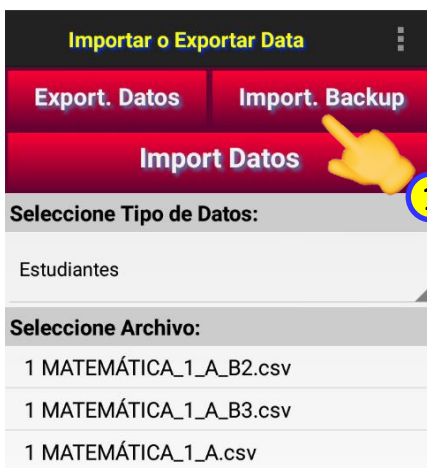 Importar o Exportar Data
Export. Datos Import. Backup
Import Datos
Seleccione Tipo de Datos:
Estudiantes
Seleccione Archivo:
1 MATEMÁTICA_1_A_B2.csv
1 MATEMÁTICA_1_A_B3.csv
1 MATEMÁTICA_1_A.csv